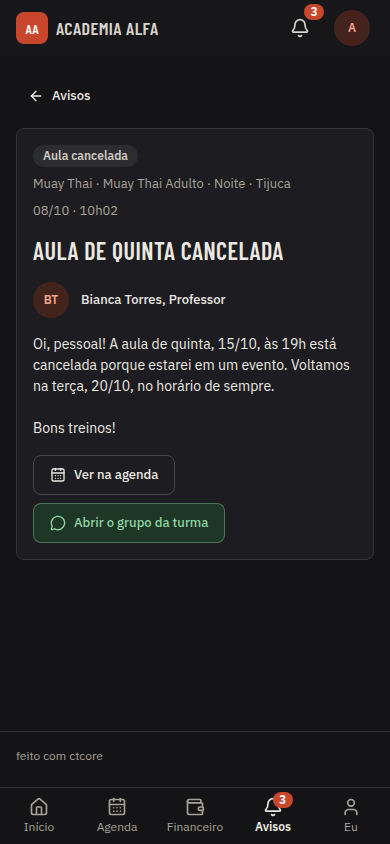 AA ACADEMIA ALFA 3 A
Avisos
Aula cancelada
Muay Thai · Muay Thai Adulto · Noite · Tijuca
08/10 · 10h02
AULA DE QUINTA CANCELADA
BT Bianca Torres, Professor
Oi, pessoal! A aula de quinta, 15/10, às 19h está
cancelada porque estarei em um evento. Voltamos
na terça, 20/10, no horário de sempre.
Bons treinos!
Ver na agenda
Abrir o grupo da turma
feito com ctcore
3
Início Agenda Financeiro Avisos Eu